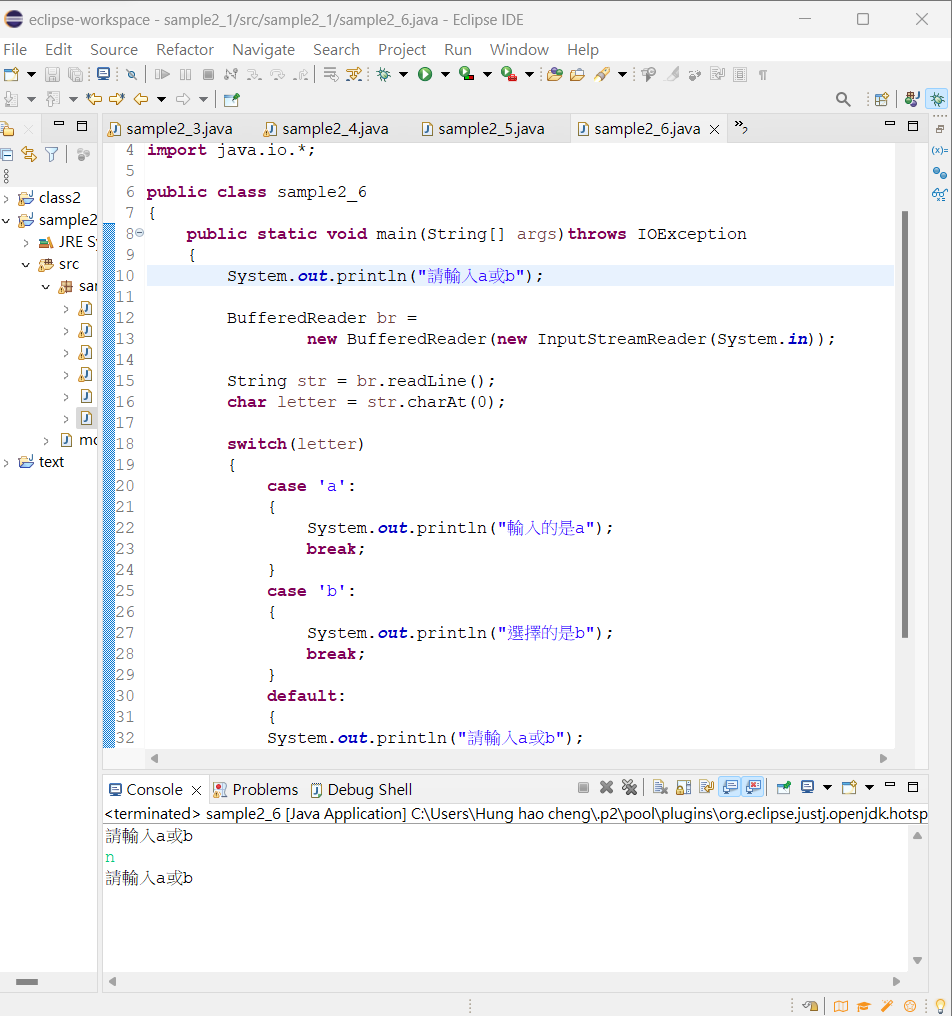 eclipse-workspace - sample2_1/src/sample2_1/sample2_6.java - Eclipse IDE
File Edit Source Refactor Navigate Search Project Run Window Help
sample2_3.java sample2_4.java sample2_5.java sample2_6.java
class2
sample2
JRE S
src
sa
mo
text
4 import java.io.*;
5
6 public class sample2_6
7 {
8 public static void main(String[] args)throws IOException
9 {
10 System.out.println("請輸入a或b");
11
12 BufferedReader br =
13 new BufferedReader(new InputStreamReader(System.in));
14
15 String str = br.readLine();
16 char letter = str.charAt(0);
17
18 switch(letter)
19 {
20 case 'a':
21 {
22 System.out.println("輸入的是a");
23 break;
24 }
25 case 'b':
26 {
27 System.out.println("選擇的是b");
28 break;
29 }
30 default:
31 {
32 System.out.println("請輸入a或b");
Console Problems Debug Shell
<terminated> sample2_6 [Java Application] C:\Users\Hung hao cheng\.p2\pool\plugins\org.eclipse.justj.openjdk.hotsp
請輸入a或b
n
請輸入a或b